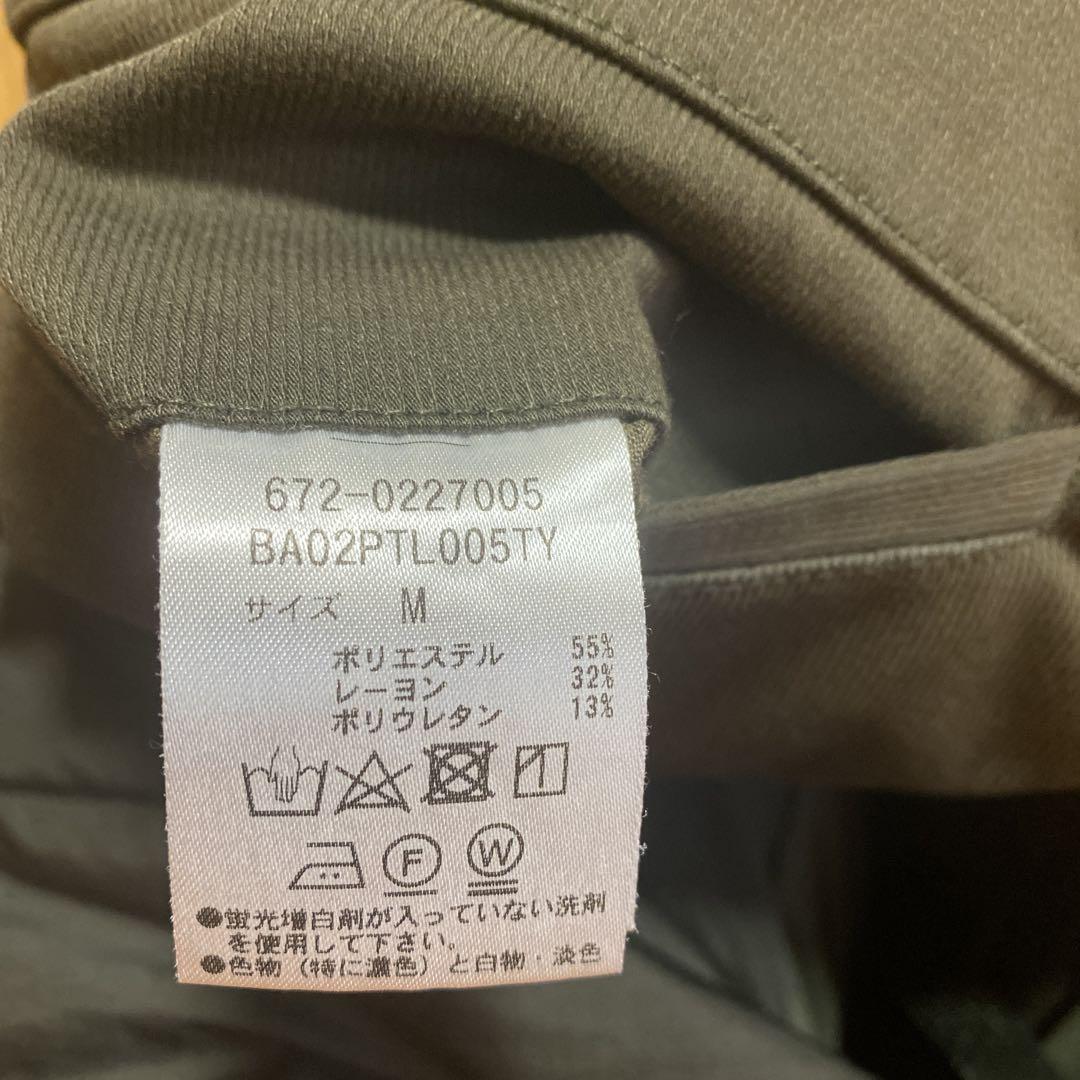 672-0227005
BA02PTL005TY
サイズ M
ポリエステル 55%
レーヨン 32%
ポリウレタン 13%
F W
●蛍光増白剤が入っていない洗剤
を使用して下さい。
●色物（特に濃色）と白物・淡色